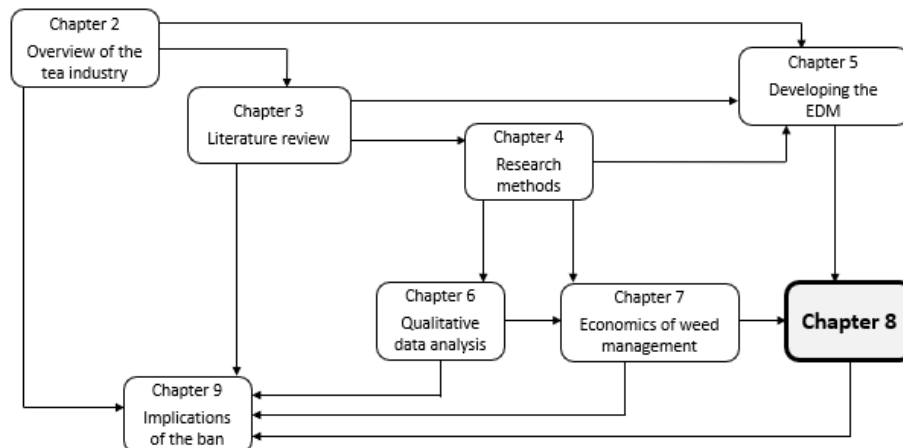 Chapter 2
Overview of the
tea industry
Chapter 3
Literature review
Chapter 4
Research
methods
Chapter 5
Developing the
EDM
Chapter 6
Qualitative
data analysis
Chapter 7
Economics of weed
management
Chapter 8
Chapter 9
Implications
of the ban